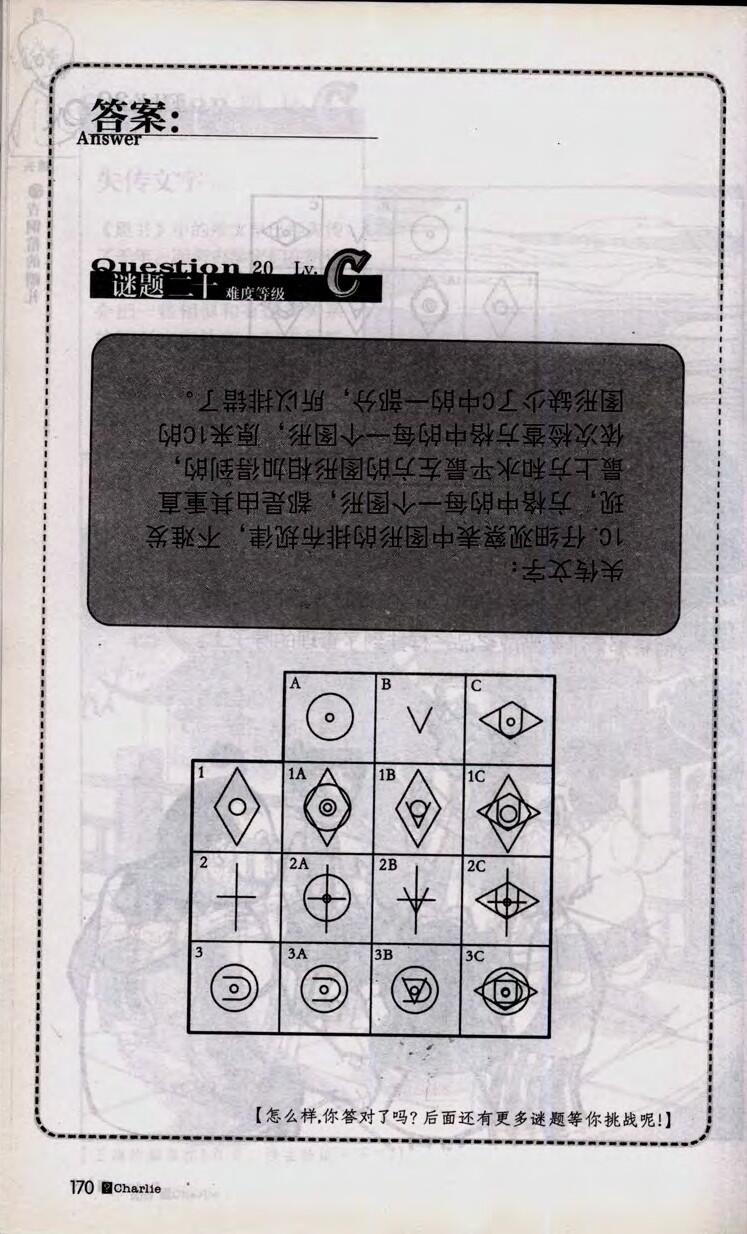 答案：
Answer
Question 20 Lv. C
谜题二十 难度等级
失传文字：
1C. 仔细观察表中图形的排布规律，不难发
现，方格中的每一个图形，都是由其垂直
最上方和水平最左方的图形相加得到的，
依次检查方格中的每一个图形，原来1C的
图形缺少了C中的一部分，所以排错了。
A B C
1 1A 1B 1C
2 2A 2B 2C
3 3A 3B 3C
【怎么样，你答对了吗？后面还有更多谜题等你挑战呢！】
170 Charlie